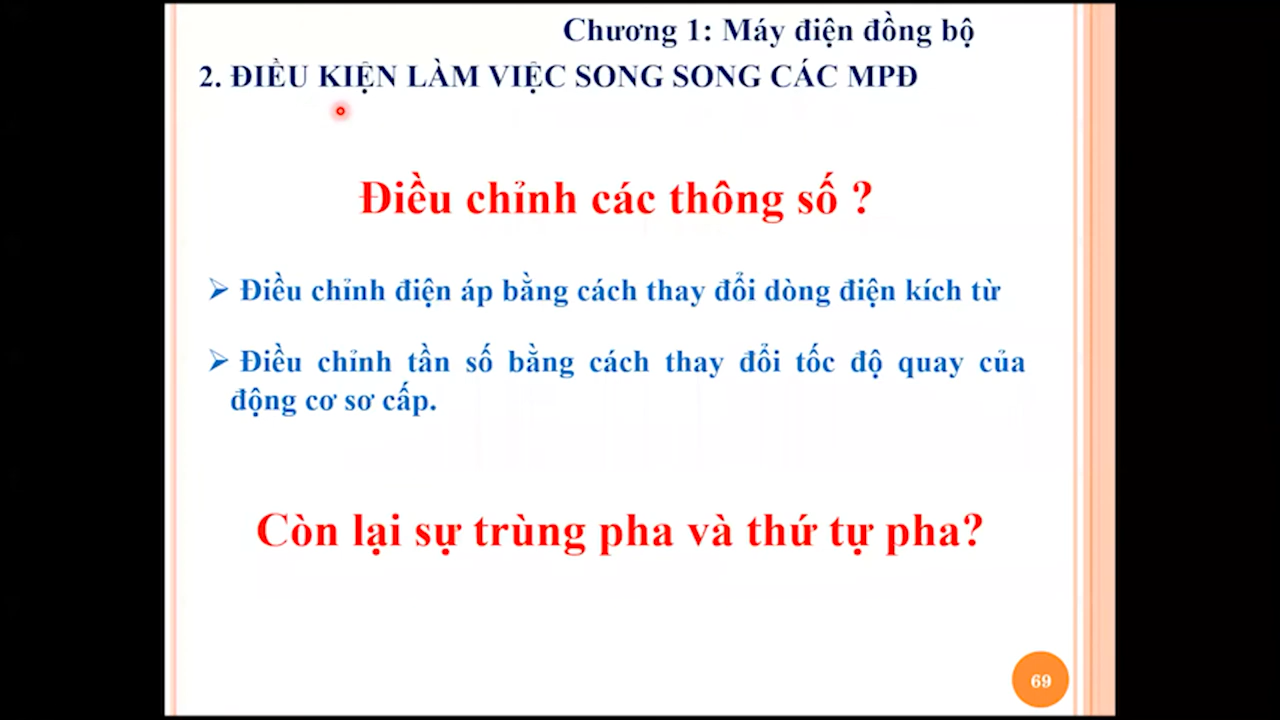 Chương 1: Máy điện đồng bộ
2. ĐIỀU KIỆN LÀM VIỆC SONG SONG CÁC MPĐ
Điều chỉnh các thông số ?
➢ Điều chỉnh điện áp bằng cách thay đổi dòng điện kích từ
➢ Điều chỉnh tần số bằng cách thay đổi tốc độ quay của
động cơ sơ cấp.
Còn lại sự trùng pha và thứ tự pha?
69